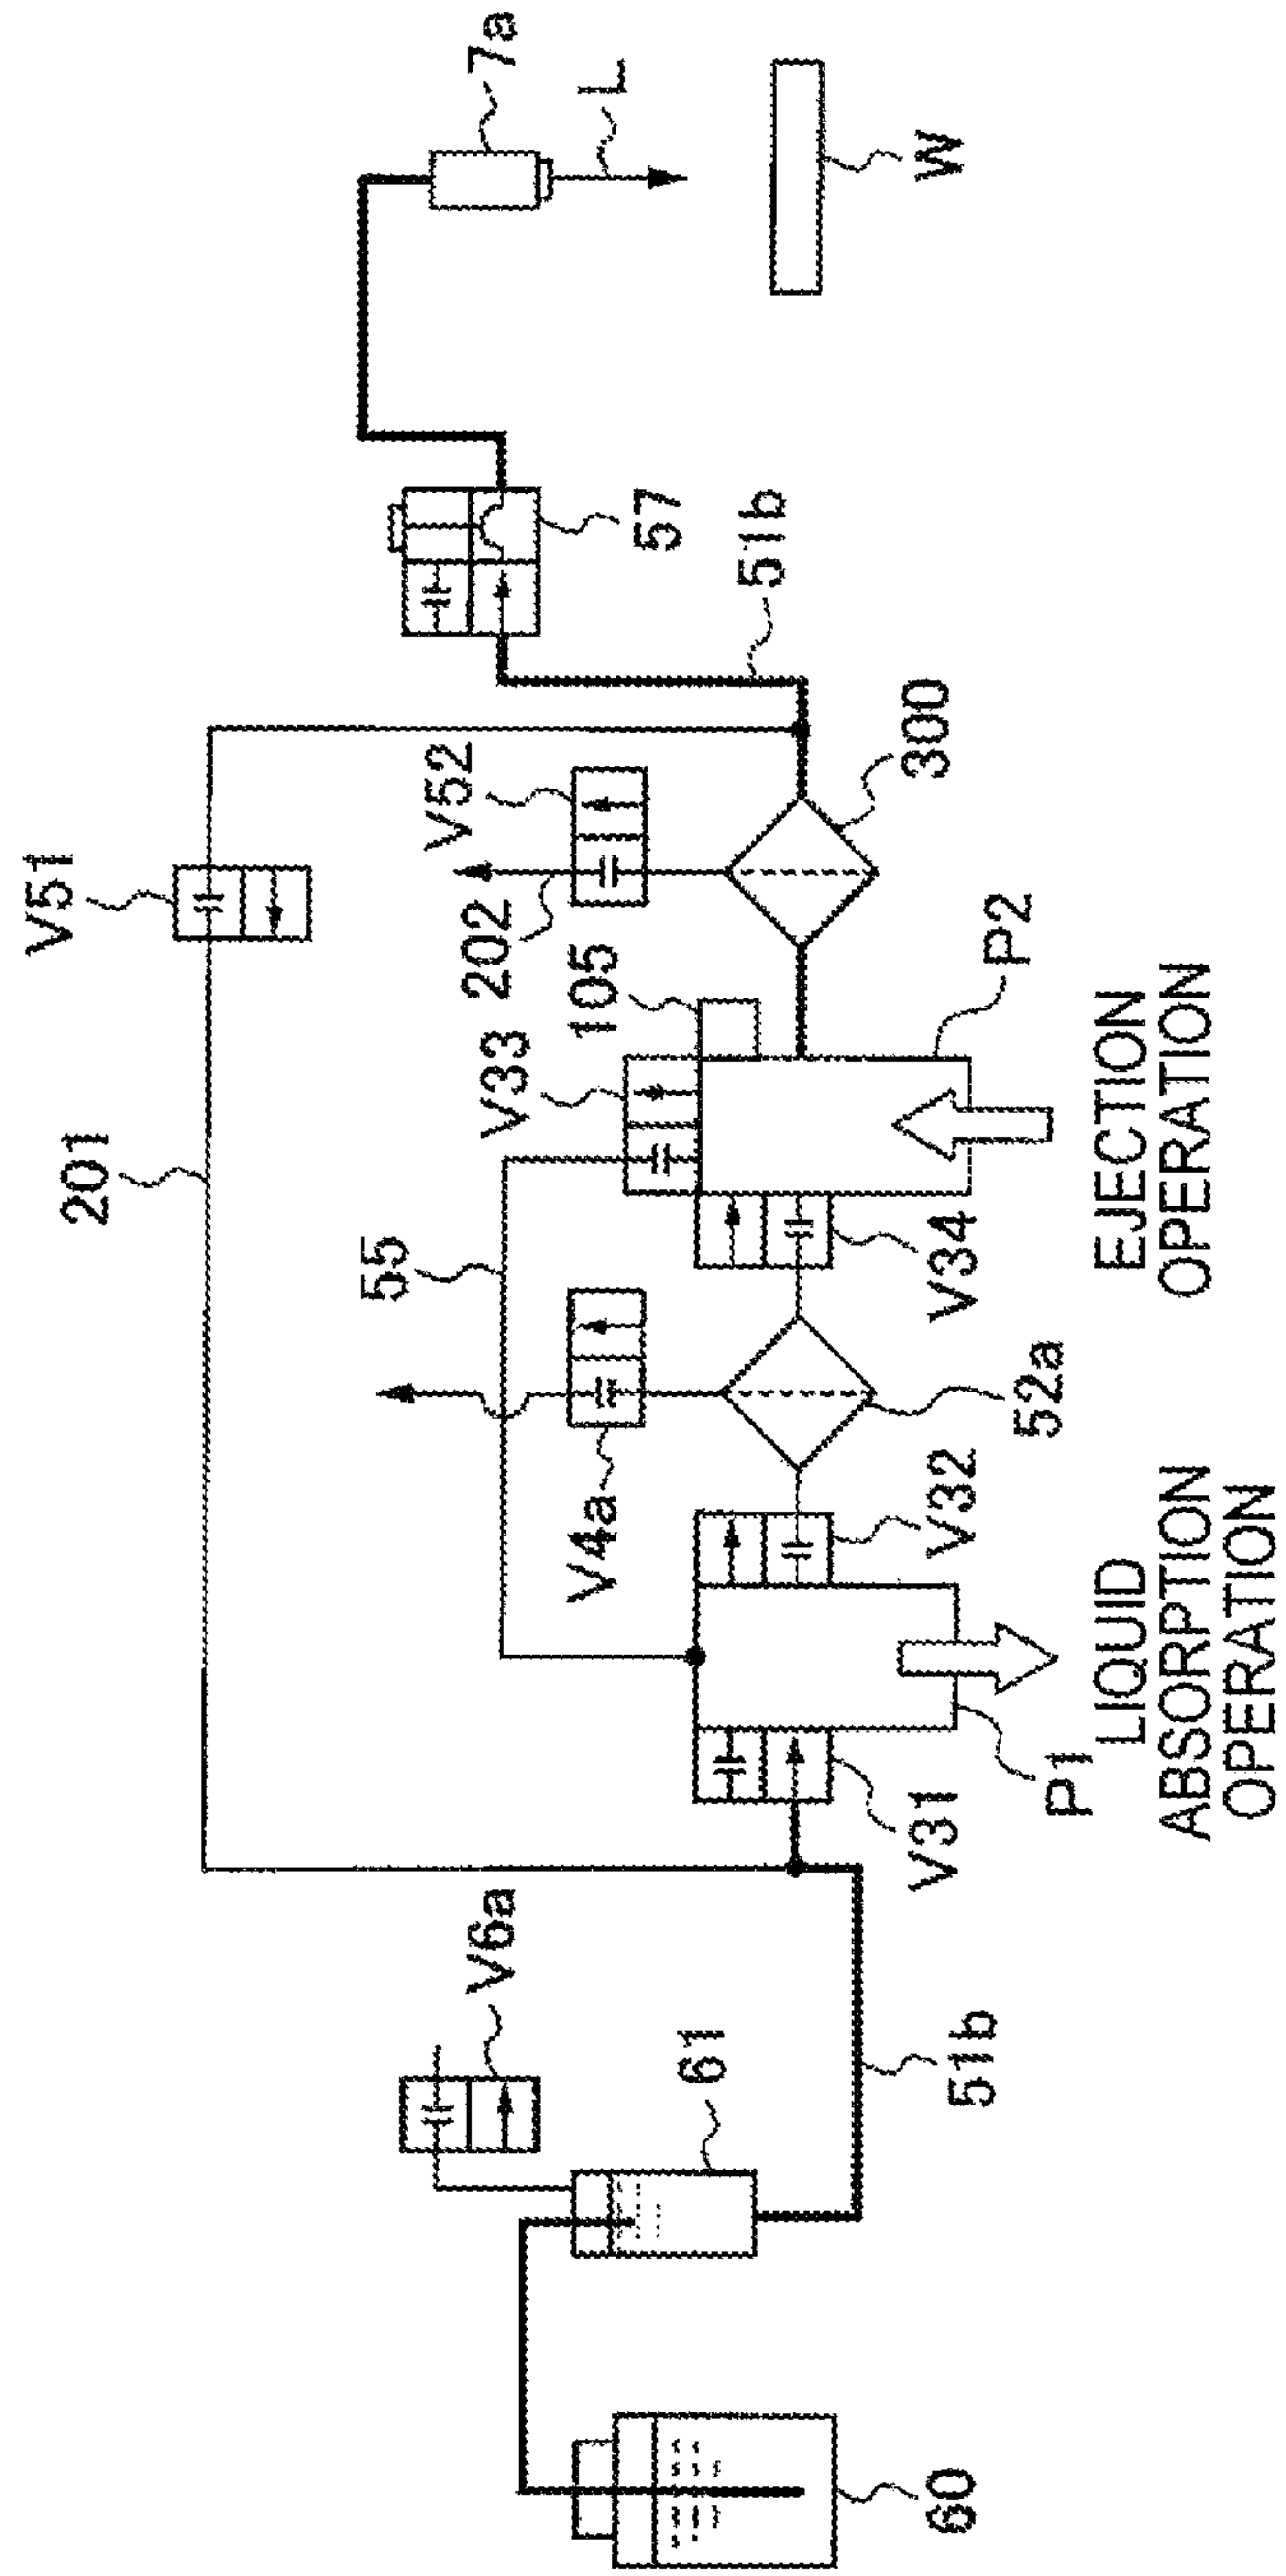 V51
201
7a
L
W
57
51b
V52
202
300
105
V33
P2
55
V34
EJECTION
OPERATION
V4a
52a
V32
V31
P1
LIQUID
ABSORPTION
OPERATION
V6a
61
51b
60